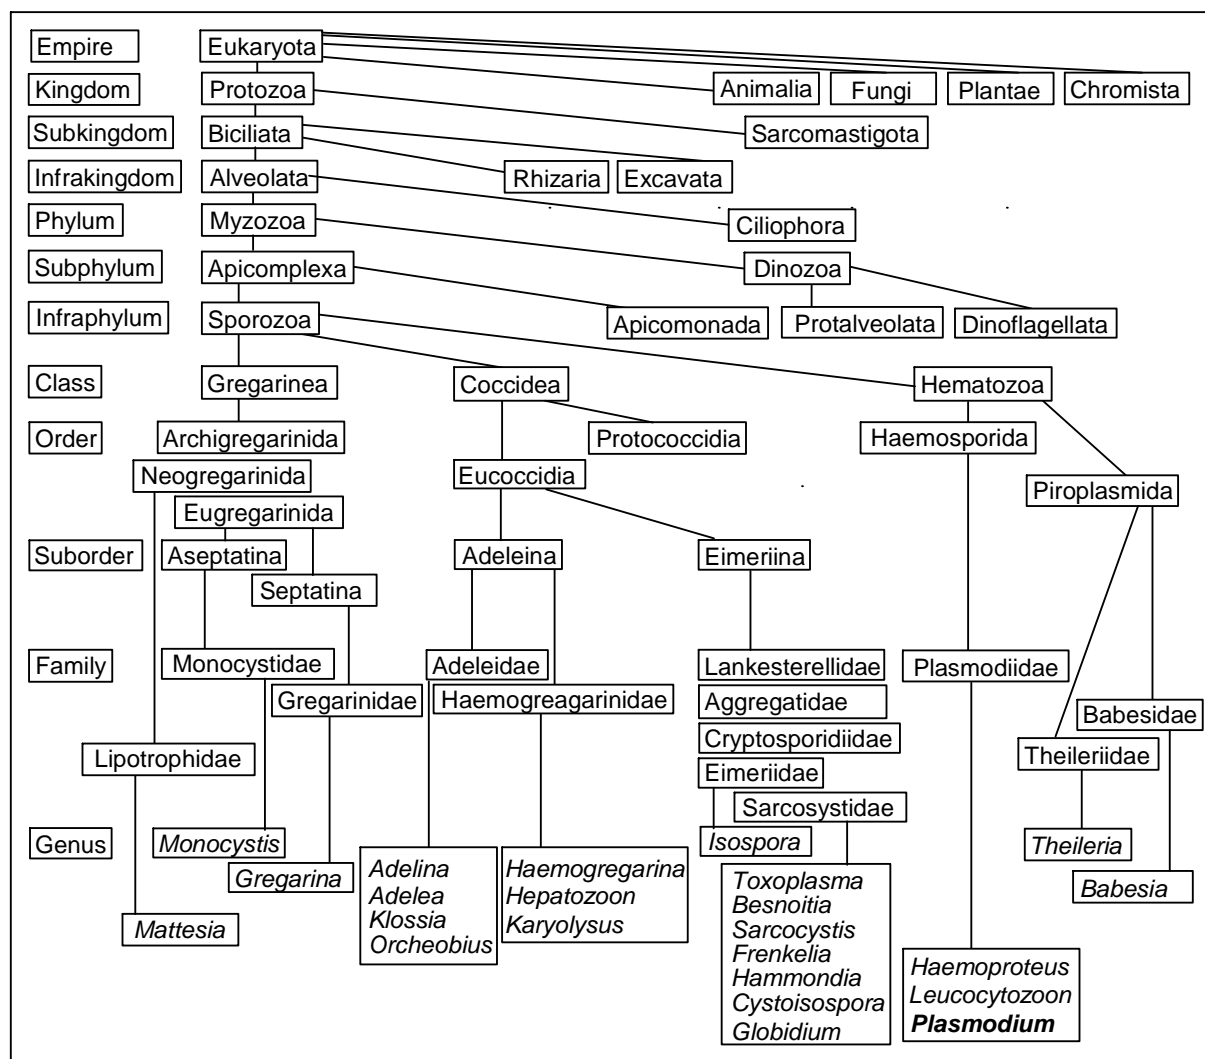 Empire Eukaryota
Kingdom Protozoa Animalia Fungi Plantae Chromista
Subkingdom Biciliata Sarcomastigota
Infrakingdom Alveolata Rhizaria Excavata
Phylum Myzozoa Ciliophora
Subphylum Apicomplexa Dinozoa
Infraphylum Sporozoa Apicomonada Protalveolata Dinoflagellata
Class Gregarinea Coccidea Hematozoa
Order Archigregarinida Protococcidia Haemosporida
Neogregarinida Eucoccidia Piroplasmida
Eugregarinida
Suborder Aseptatina Adeleina Eimeriina
Septatina
Family Monocystidae Adeleidae Lankesterellidae Plasmodiidae
Gregarinidae Haemogreagarinidae Aggregatidae Babesidae
Cryptosporidiidae
Lipotrophidae Theileriidae
Eimeriidae
Sarcosystidae
Genus Monocystis Isospora Theileria
Gregarina Adelina Haemogregarina Toxoplasma Babesia
Adelea Hepatozoon Besnoitia
Mattesia Klossia Karyolysus Sarcocystis
Orcheobius Frenkelia
Hammondia Haemoproteus
Cystoisospora Leucocytozoon
Globidium Plasmodium